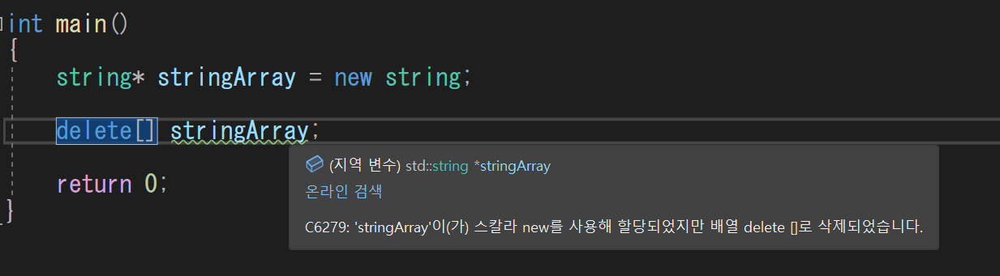 int main()
{
string* stringArray = new string;
delete[] stringArray;
(지역 변수) std::string *stringArray
온라인 검색
C6279: 'stringArray'이(가) 스칼라 new를 사용해 할당되었지만 배열 delete []로 삭제되었습니다.
return 0;
}